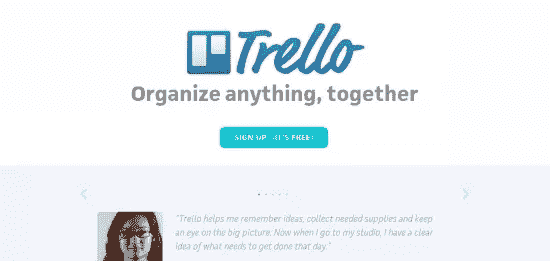 Trello
Organize anything, together
SIGN UP - IT'S FREE!
"Trello helps me remember ideas, collect needed supplies and keep
an eye on the big picture. Now when I go to my studio, I have a clear
idea of what needs to get done that day."